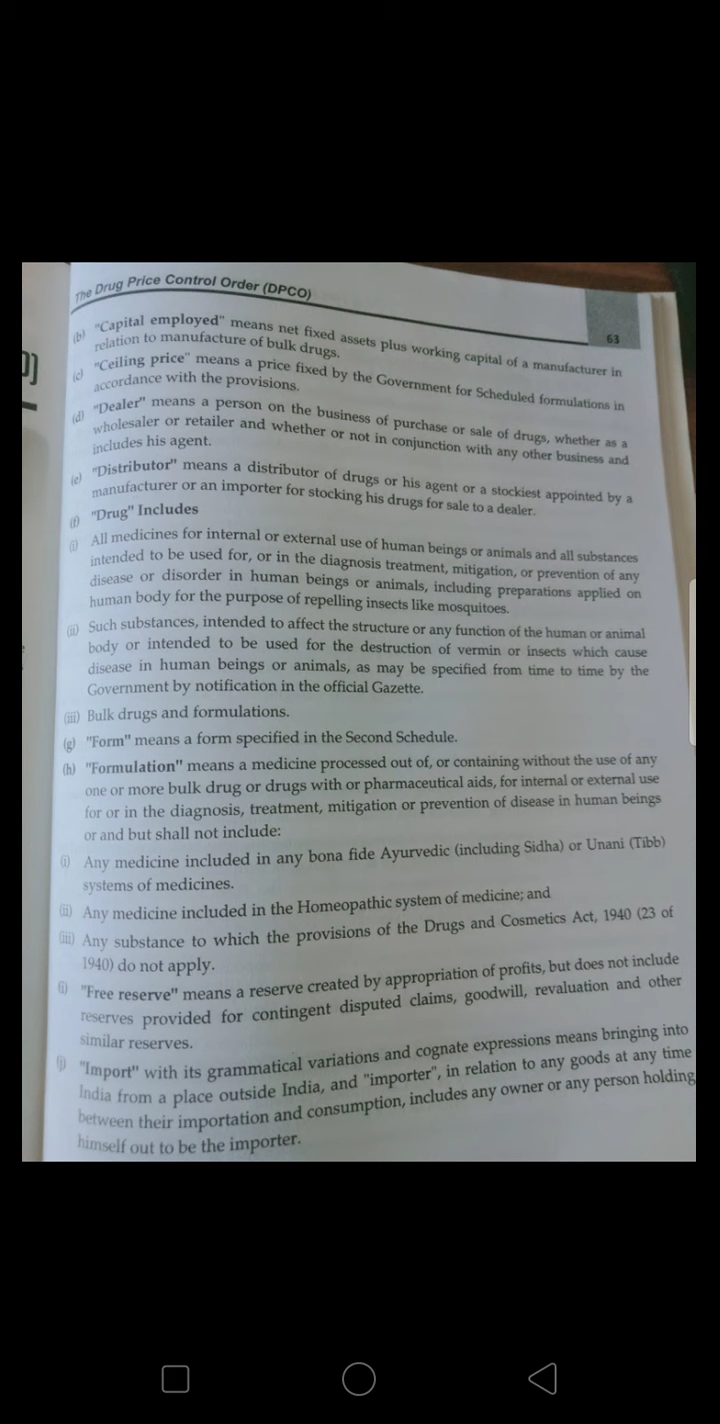 The Drug Price Control Order (DPCO)
63
(b) "Capital employed" means net fixed assets plus working capital of a manufacturer in
relation to manufacture of bulk drugs.
(c) "Ceiling price" means a price fixed by the Government for Scheduled formulations in
accordance with the provisions.
(d) "Dealer" means a person on the business of purchase or sale of drugs, whether as a
wholesaler or retailer and whether or not in conjunction with any other business and
includes his agent.
(e) "Distributor" means a distributor of drugs or his agent or a stockiest appointed by a
manufacturer or an importer for stocking his drugs for sale to a dealer.
(f) "Drug" Includes
(i) All medicines for internal or external use of human beings or animals and all substances
intended to be used for, or in the diagnosis treatment, mitigation, or prevention of any
disease or disorder in human beings or animals, including preparations applied on
human body for the purpose of repelling insects like mosquitoes.
(ii) Such substances, intended to affect the structure or any function of the human or animal
body or intended to be used for the destruction of vermin or insects which cause
disease in human beings or animals, as may be specified from time to time by the
Government by notification in the official Gazette.
(iii) Bulk drugs and formulations.
(g) "Form" means a form specified in the Second Schedule.
(h) "Formulation" means a medicine processed out of, or containing without the use of any
one or more bulk drug or drugs with or pharmaceutical aids, for internal or external use
for or in the diagnosis, treatment, mitigation or prevention of disease in human beings
or and but shall not include:
(i) Any medicine included in any bona fide Ayurvedic (including Sidha) or Unani (Tibb)
systems of medicines.
(ii) Any medicine included in the Homeopathic system of medicine; and
(iii) Any substance to which the provisions of the Drugs and Cosmetics Act, 1940 (23 of
1940) do not apply.
(i) "Free reserve" means a reserve created by appropriation of profits, but does not include
reserves provided for contingent disputed claims, goodwill, revaluation and other
similar reserves.
(j) "Import" with its grammatical variations and cognate expressions means bringing into
India from a place outside India, and "importer", in relation to any goods at any time
between their importation and consumption, includes any owner or any person holding
himself out to be the importer.